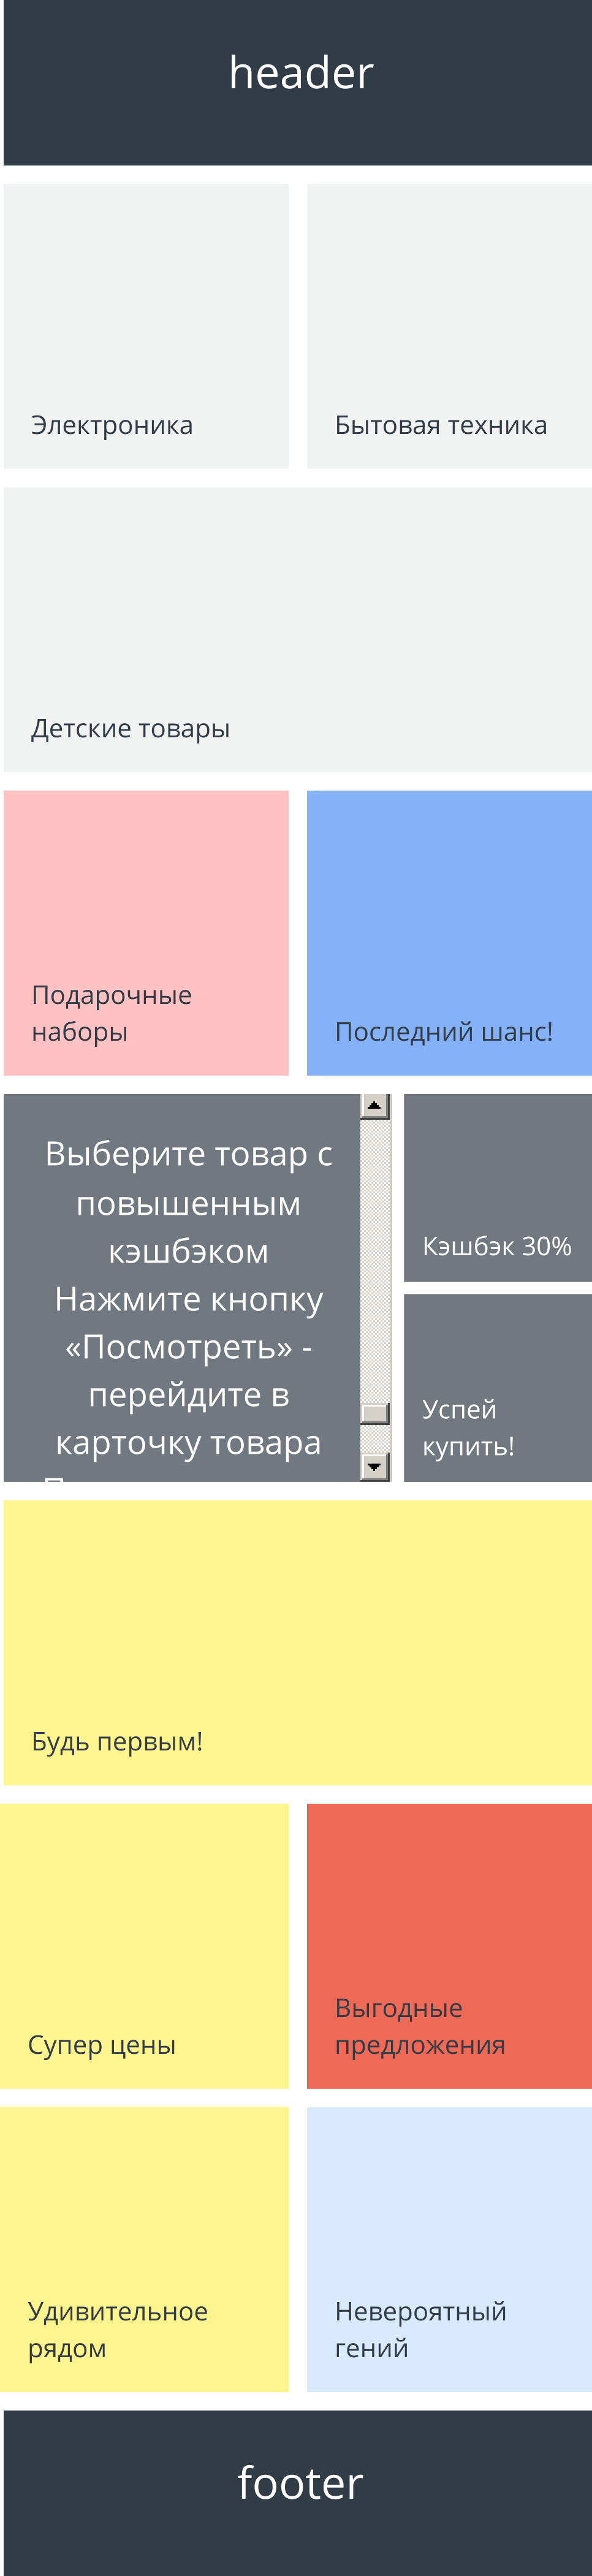 header
Электроника
Бытовая техника
Детские товары
Подарочные
наборы
Последний шанс!
Выберите товар с
повышенным
кэшбэком
Нажмите кнопку
«Посмотреть» -
перейдите в
карточку товара
Кэшбэк 30%
Успей
купить!
Будь первым!
Супер цены
Выгодные
предложения
Удивительное
рядом
Невероятный
гений
footer